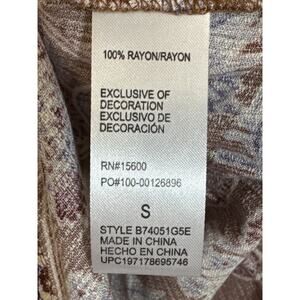 100% RAYON/RAYON
EXCLUSIVE OF
DECORATION
EXCLUSIVO DE
DECORACIÓN
RN#15600
PO#100-00126896
S
STYLE B74051G5E
MADE IN CHINA
HECHO EN CHINA
UPC197178695746